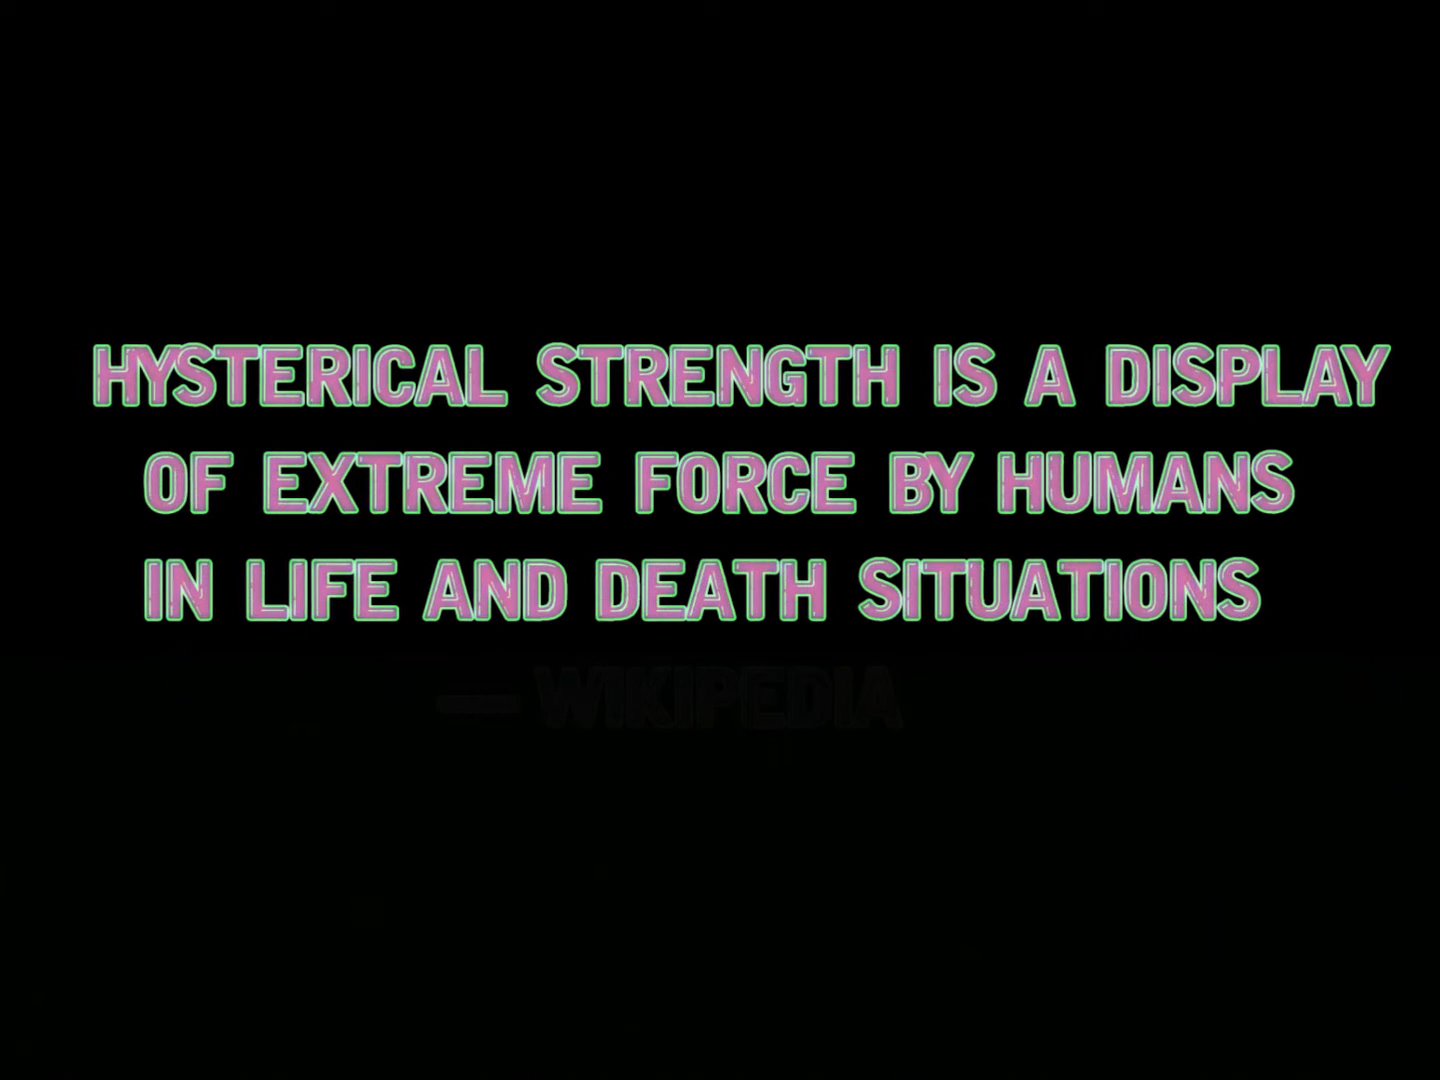 HYSTERICAL STRENGTH IS A DISPLAY
OF EXTREME FORCE BY HUMANS
IN LIFE AND DEATH SITUATIONS
— WIKIPEDIA